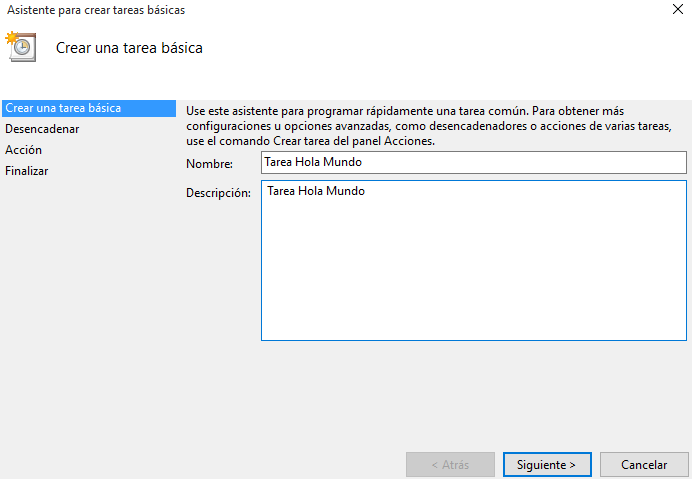 Asistente para crear tareas básicas
Crear una tarea básica
Crear una tarea básica
Desencadenar
Acción
Finalizar
Use este asistente para programar rápidamente una tarea común. Para obtener más
configuraciones u opciones avanzadas, como desencadenadores o acciones de varias tareas,
use el comando Crear tarea del panel Acciones.
Nombre: Tarea Hola Mundo
Descripción: Tarea Hola Mundo
< Atrás Siguiente > Cancelar